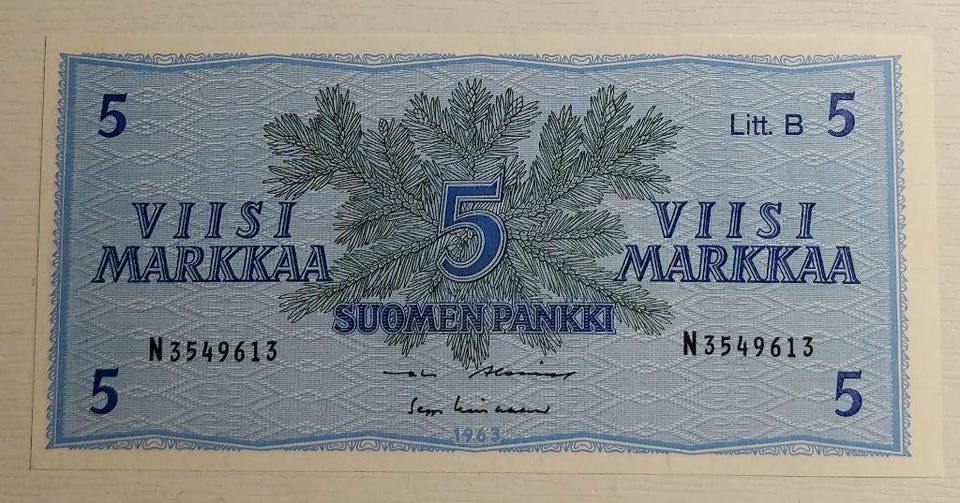 5
Litt. B 5
VIISI
MARKKAA
5
VIISI
MARKKAA
SUOMEN PANKKI
N3549613
N3549613
5
5
1963